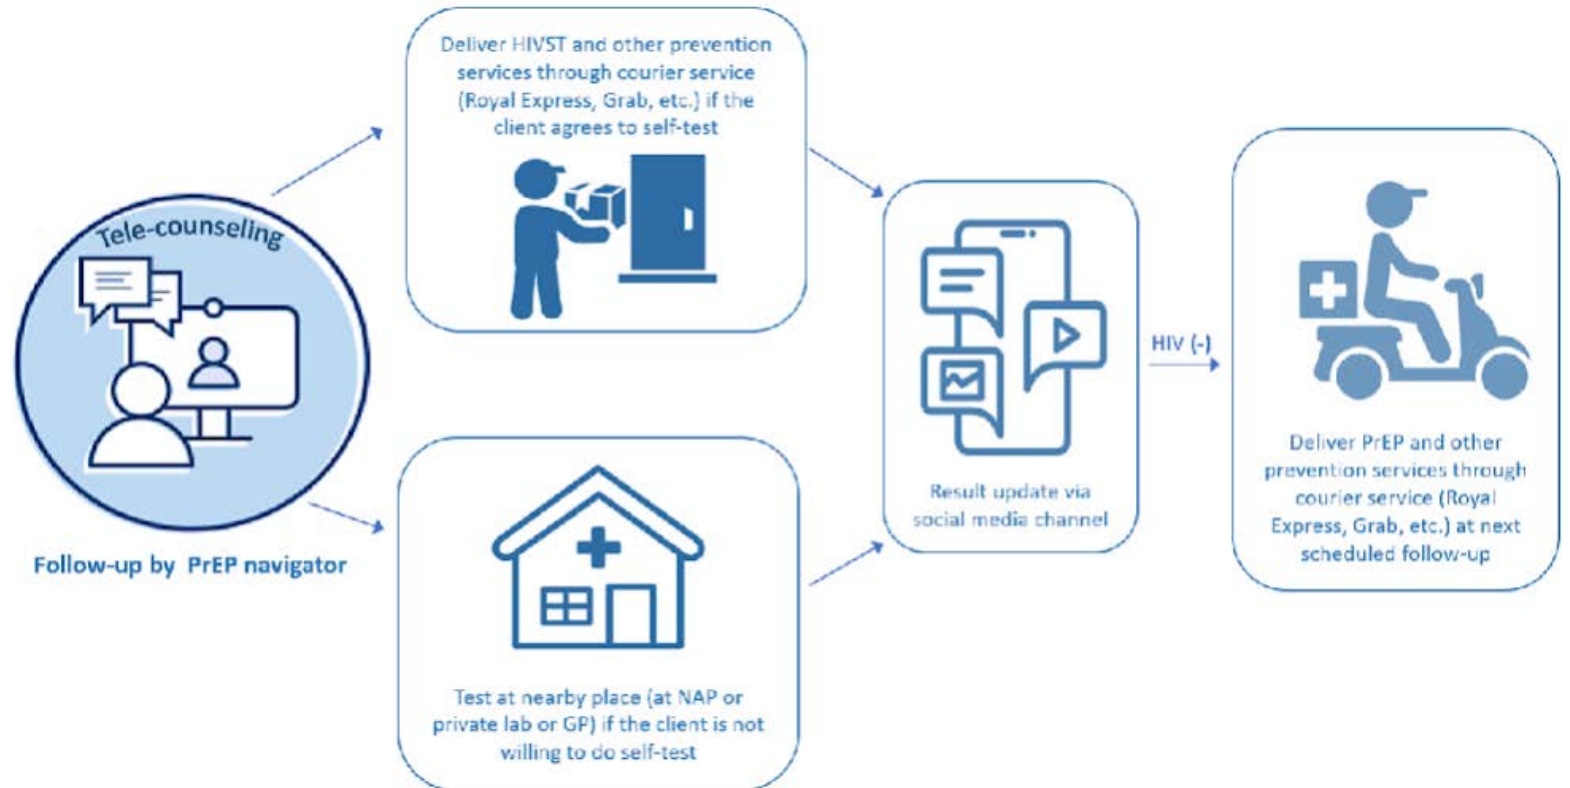 Tele-counseling
Follow-up by PrEP navigator
Deliver HIVST and other prevention
services through courier service
(Royal Express, Grab, etc.) if the
client agrees to self-test
Test at nearby place (at NAP or
private lab or GP) if the client is not
willing to do self-test
Result update via
social media channel
HIV (-)
Deliver PrEP and other
prevention services through
courier service (Royal
Express, Grab, etc.) at next
scheduled follow-up